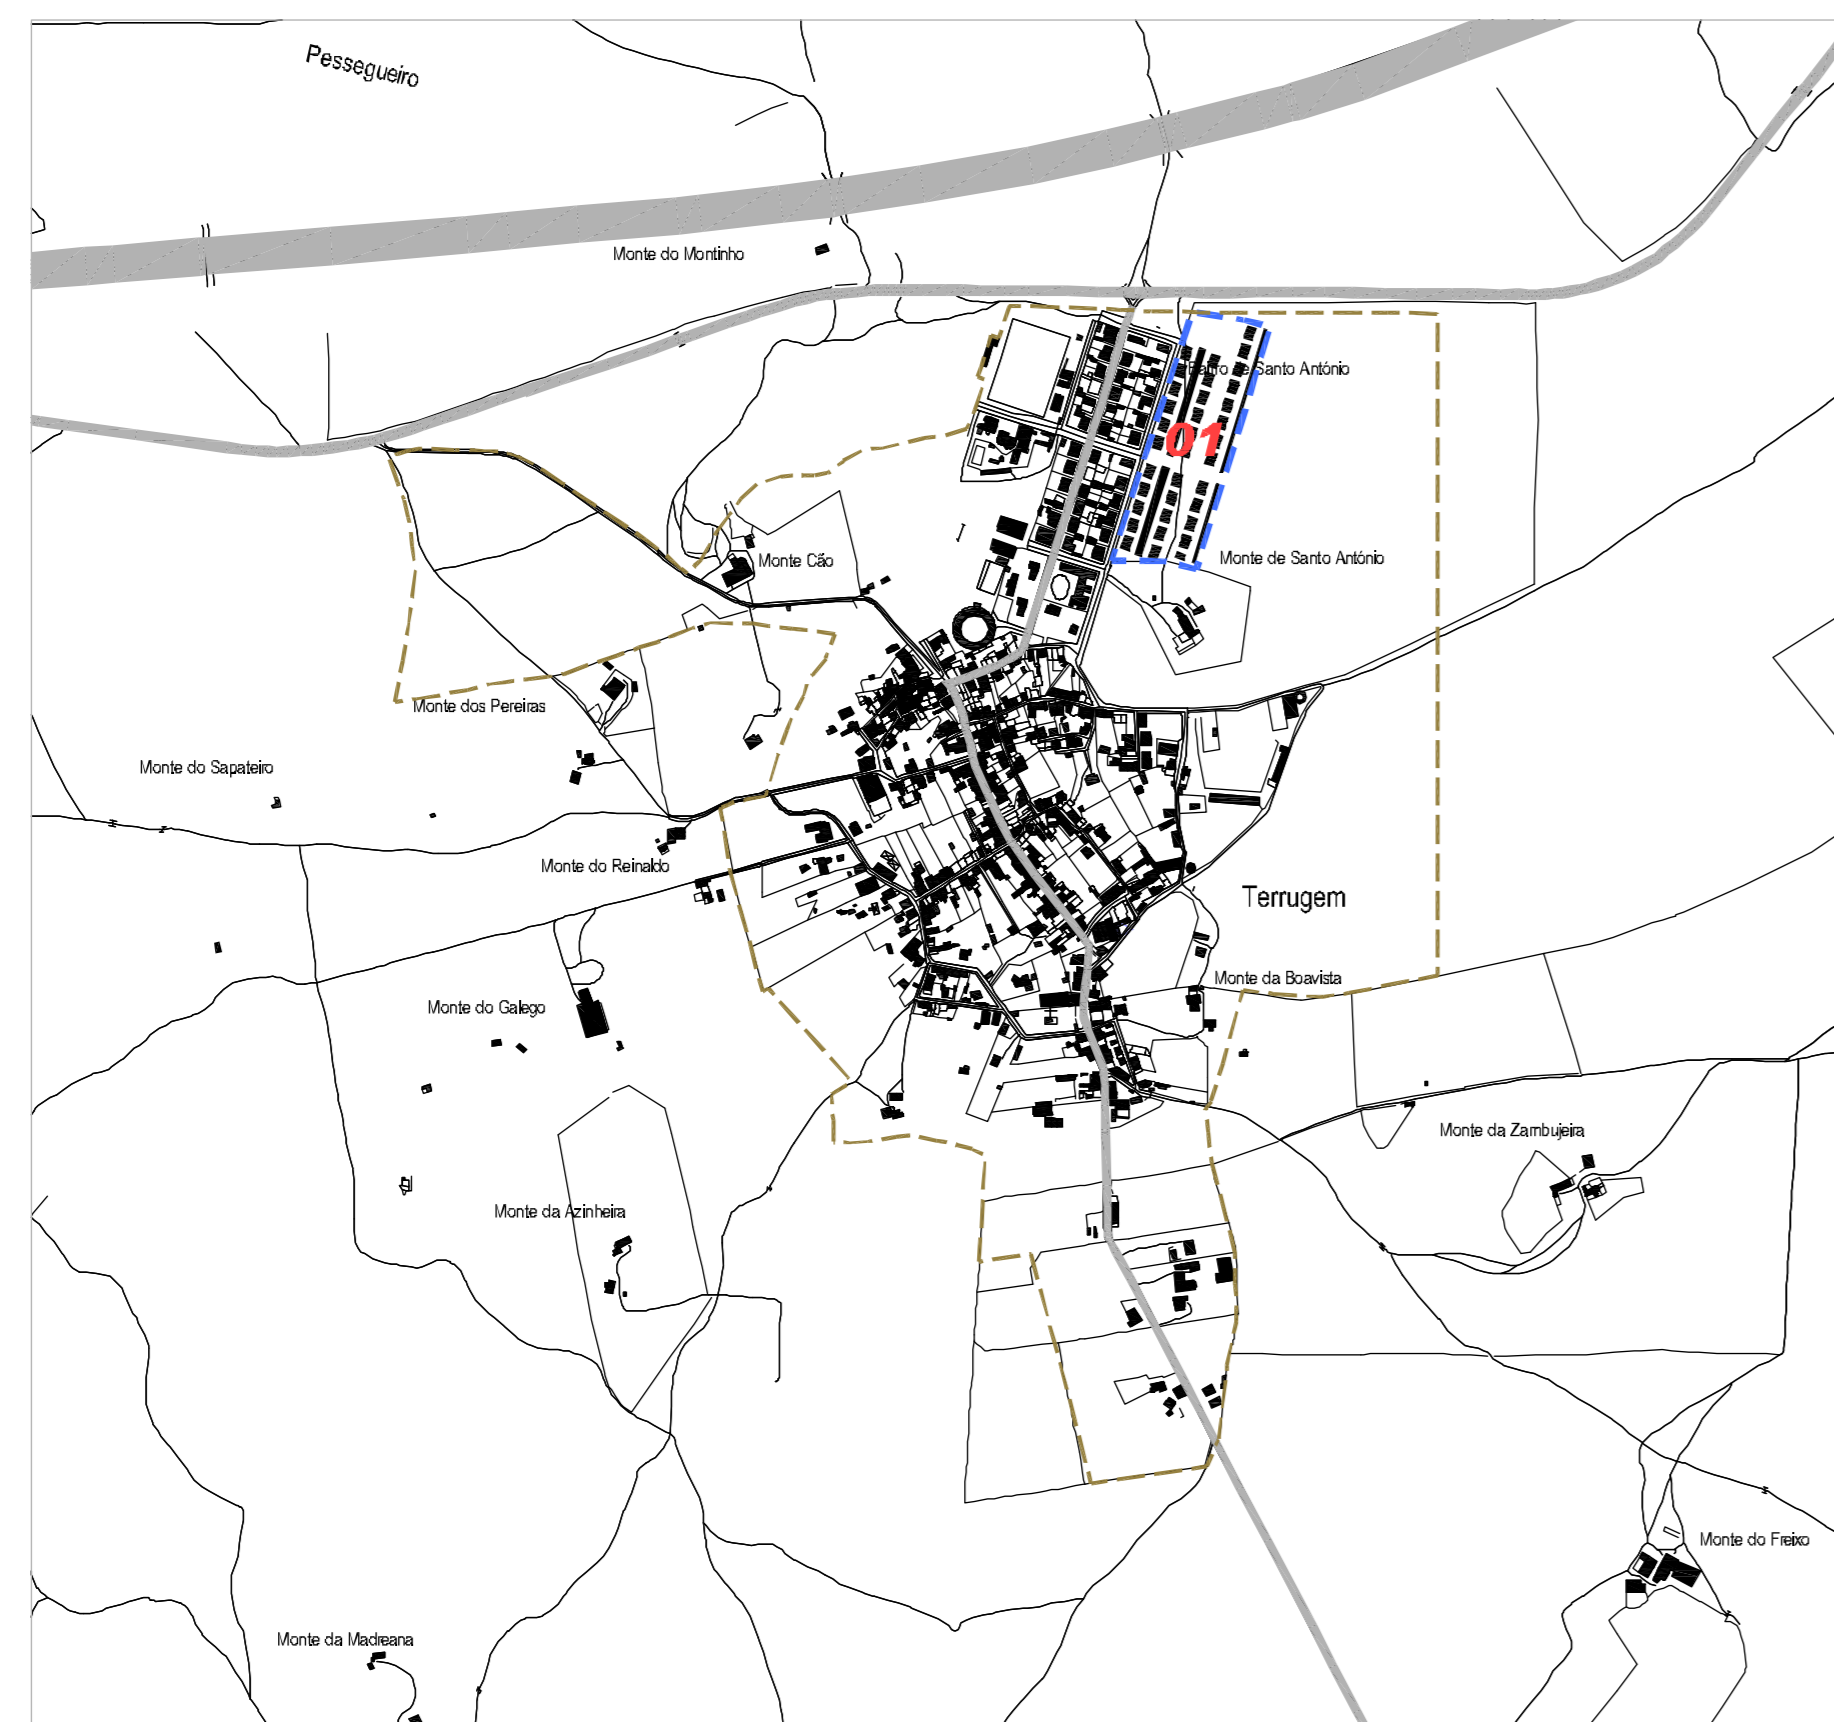 Pessegueiro
Monte do Montinho
Bairro de Santo António
01
Monte Cão
Monte de Santo António
Monte dos Pereiras
Monte do Sapateiro
Monte do Reinaldo
Terrugem
Monte da Boavista
Monte do Galego
Monte da Zambujeira
Monte da Azinheira
Monte do Freixo
Monte da Madreana